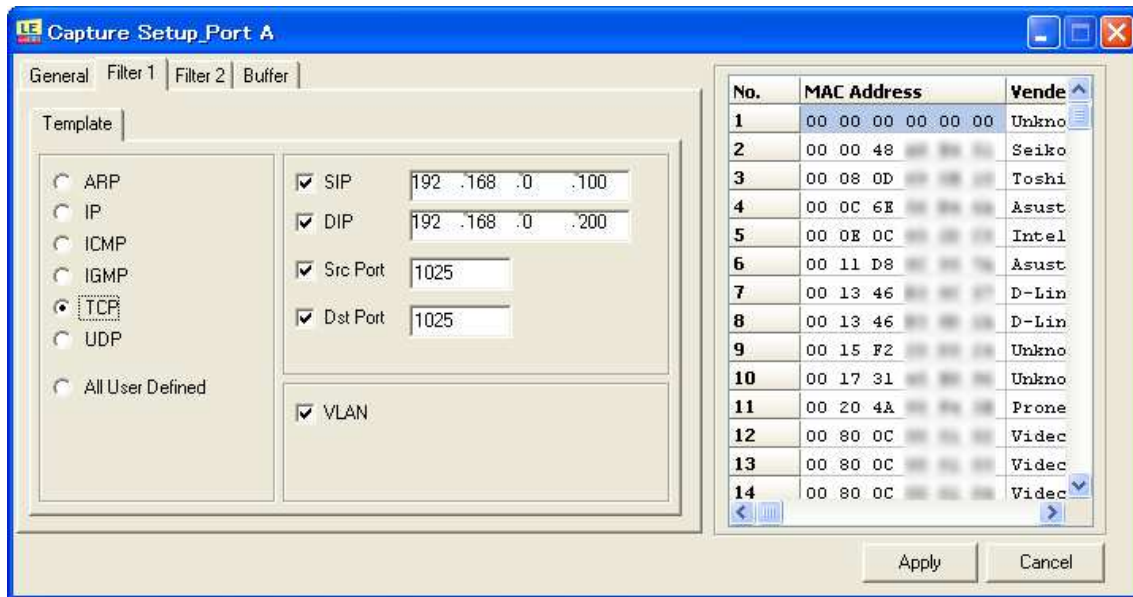 LE
Capture Setup_Port A
General Filter 1 Filter 2 Buffer
Template
ARP
IP
ICMP
IGMP
TCP
UDP
All User Defined
SIP 192 .168 .0 .100
DIP 192 .168 .0 .200
Src Port 1025
Dst Port 1025
VLAN
No. MAC Address Vende
1 00 00 00 00 00 00 Unkno
2 00 00 48 Seiko
3 00 08 0D Toshi
4 00 0C 6E Asust
5 00 0E 0C Intel
6 00 11 D8 Asust
7 00 13 46 D-Lin
8 00 13 46 D-Lin
9 00 15 F2 Unkno
10 00 17 31 Unkno
11 00 20 4A Prone
12 00 80 0C Videc
13 00 80 0C Videc
14 00 80 0C Videc
Apply Cancel